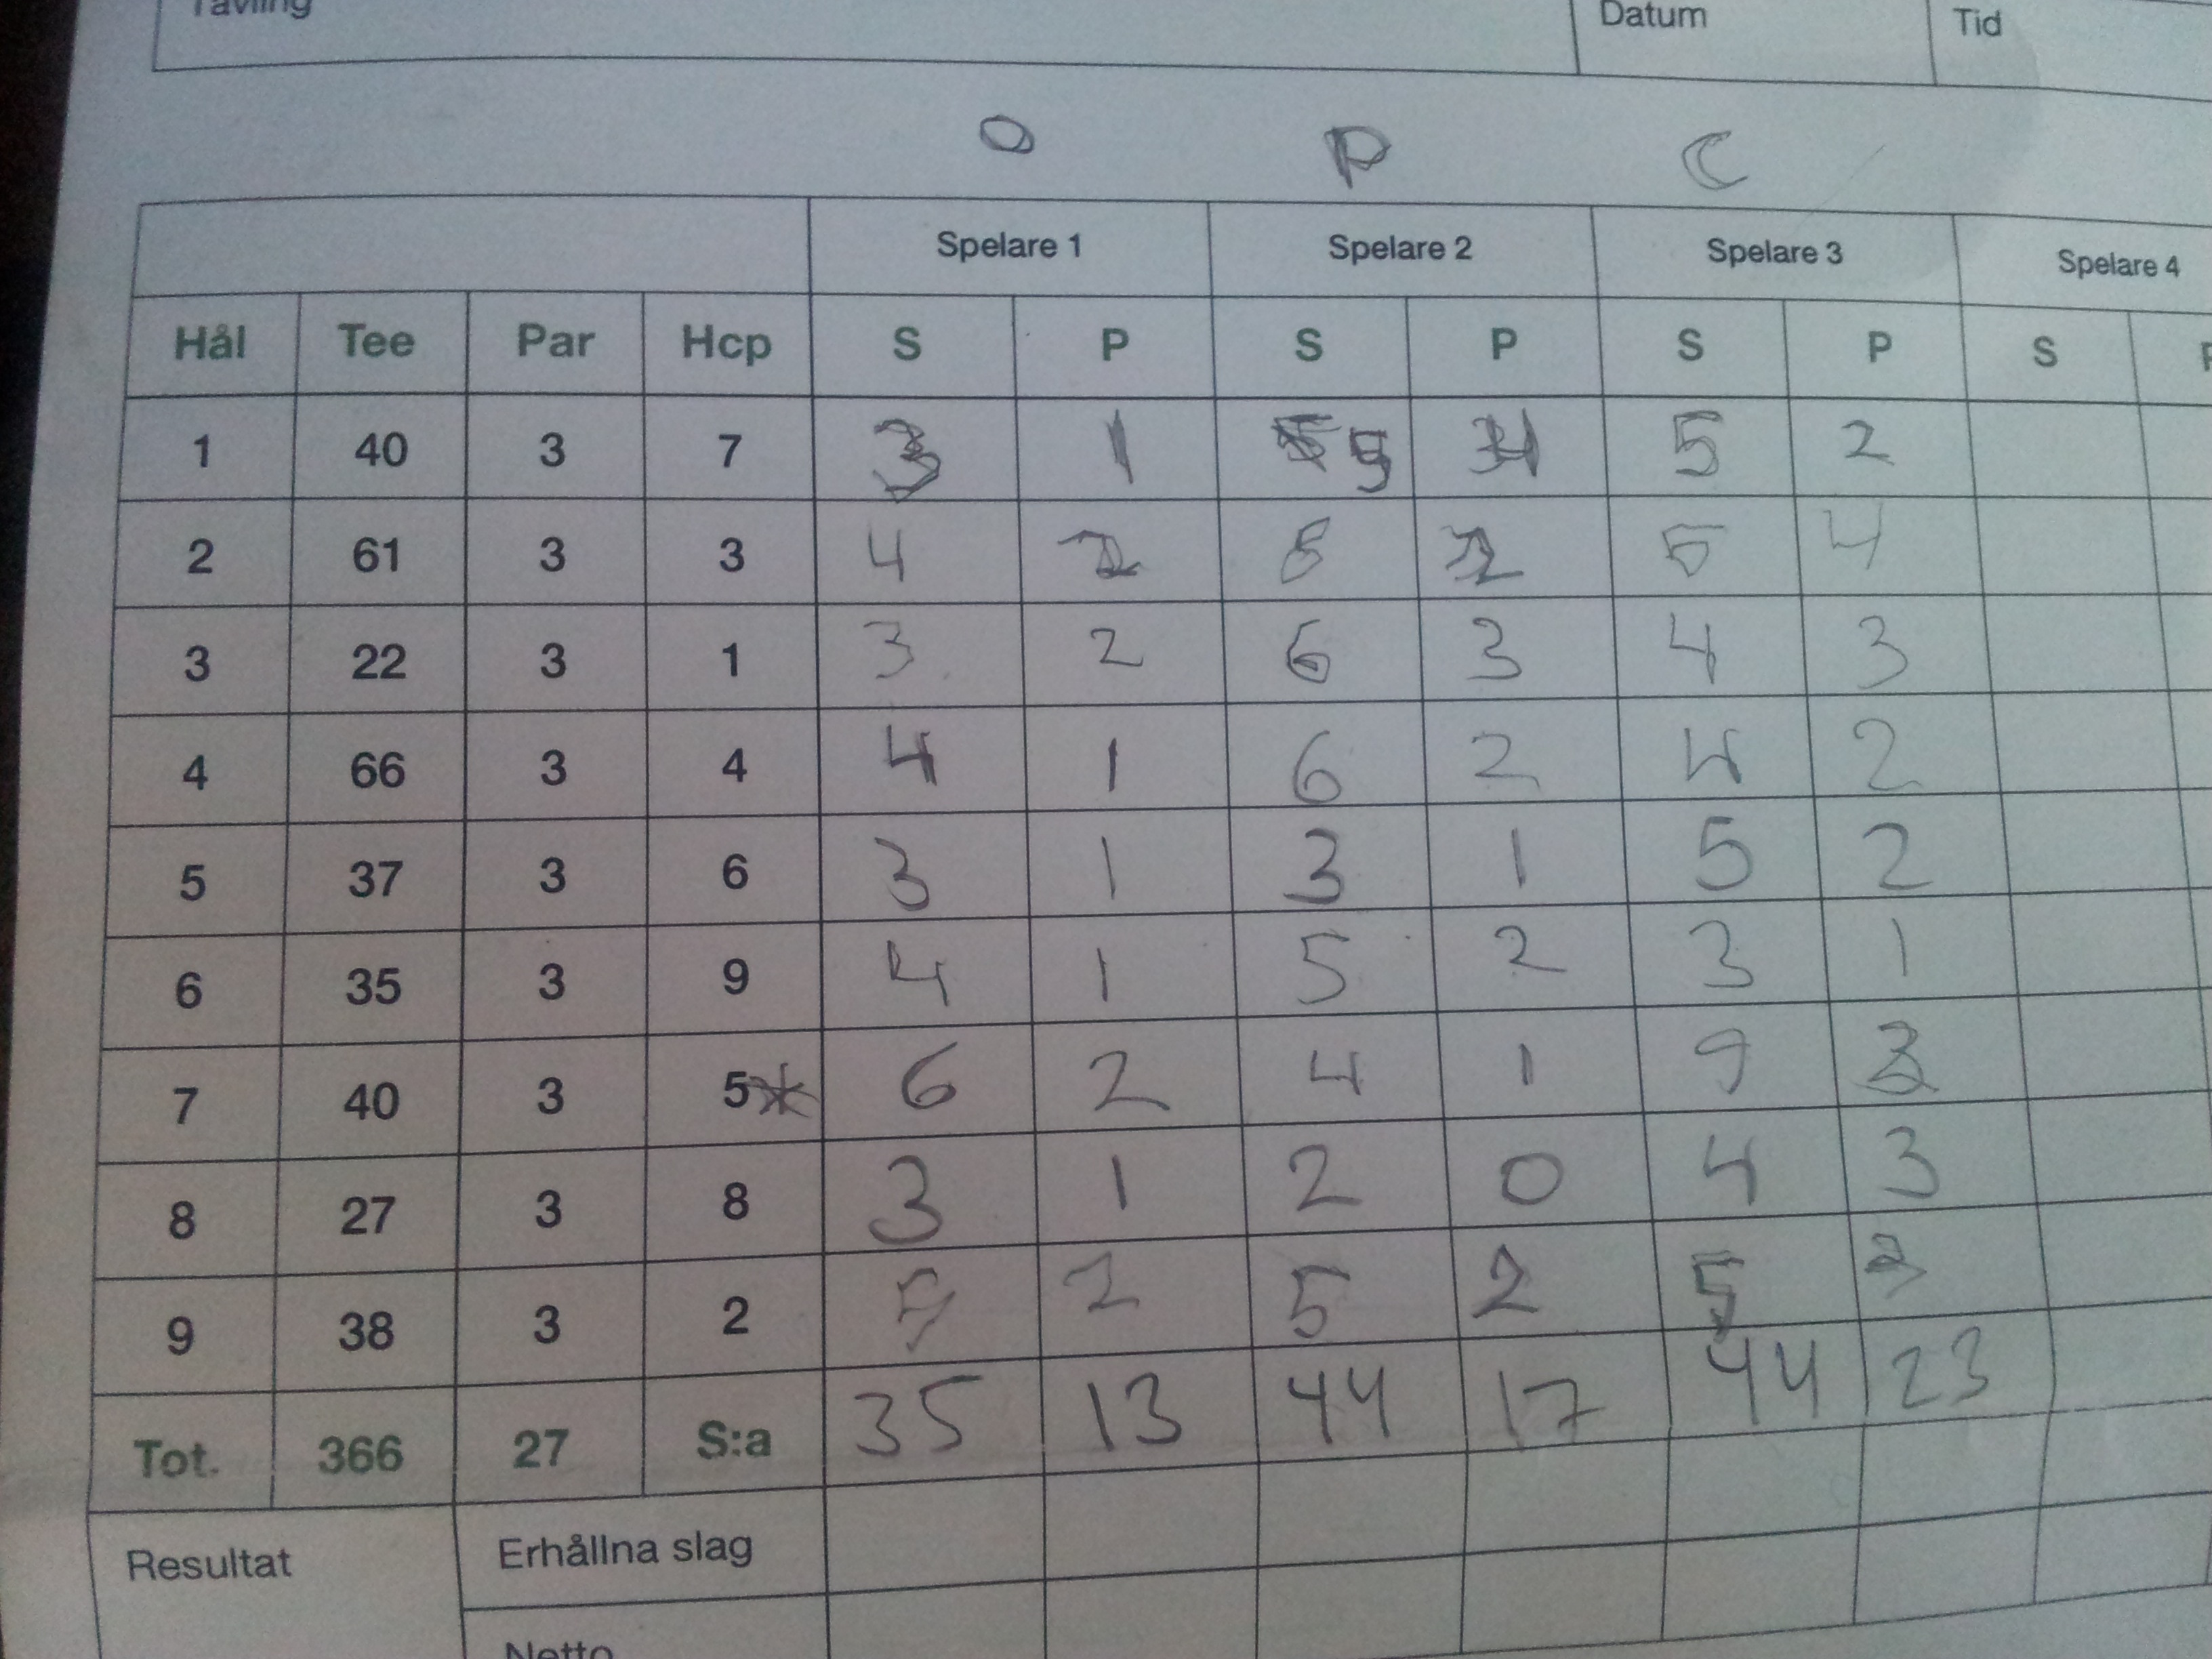 Tävling Datum Tid
O P C
Spelare 1 Spelare 2 Spelare 3 Spelare 4
Hål Tee Par Hcp S P S P S P S
1 40 3 7 3 1 5 5 2
2 61 3 3 4 2 8 2 5 4
3 22 3 1 3 2 6 3 4 3
4 66 3 4 4 1 6 2 4 2
5 37 3 6 3 1 3 1 5 2
6 35 3 9 4 1 5 2 3 1
7 40 3 5* 6 2 4 1 9
8 27 3 8 3 1 2 0 4 3
9 38 3 2 5 2 5 2 5
Tot. 366 27 S:a 35 13 44 17 44 23
Resultat Erhållna slag
Netto